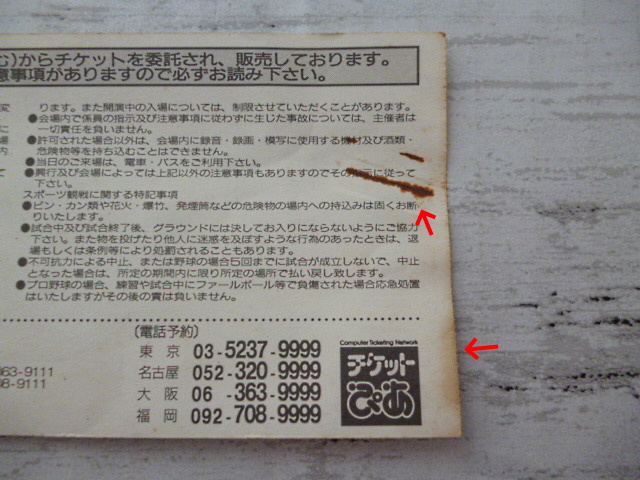 む)からチケットを委託され、販売しております。
意事項がありますので必ずお読み下さい。
ります。また開演中の入場については、制限させていただくことがあります。
●会場内で係員の指示及び注意事項に従わずに生じた事故については、主催者は
一切責任を負いません。
●許可された場合以外は、会場内に録音・録画・模写に使用する機材及び酒類・
危険物等を持ち込むことはできません。
●当日のご来場は、電車・バスをご利用下さい。
●興行及び会場によっては上記以外の注意事項もありますのでその指示に従って
下さい。
スポーツ観戦に関する特記事項
●ビン・カン類や花火・爆竹、発煙筒などの危険物の場内への持込みは固くお断
りいたします。
●試合中及び試合終了後、グラウンドには決してお入りにならないようにご協力
下さい。また物を投げたり他人に迷惑を及ぼすような行為のあったときは、退
場もしくは条例等により処罰されることもあります。
●不可抗力による中止、または野球の場合5回までに試合が成立しないで、中止
となった場合は、所定の期間内に限り所定の場所で払い戻し致します。
●プロ野球の場合、練習や試合中にファールボール等で負傷された場合応急処置
はいたしますがその後の責は負いません。
(電話予約)
東 京 03-5237-9999
名古屋 052-320-9999
大 阪 06-363-9999
福 岡 092-708-9999
963-9111
8-9111
Computer Ticketing Network
チケット
ぴあ